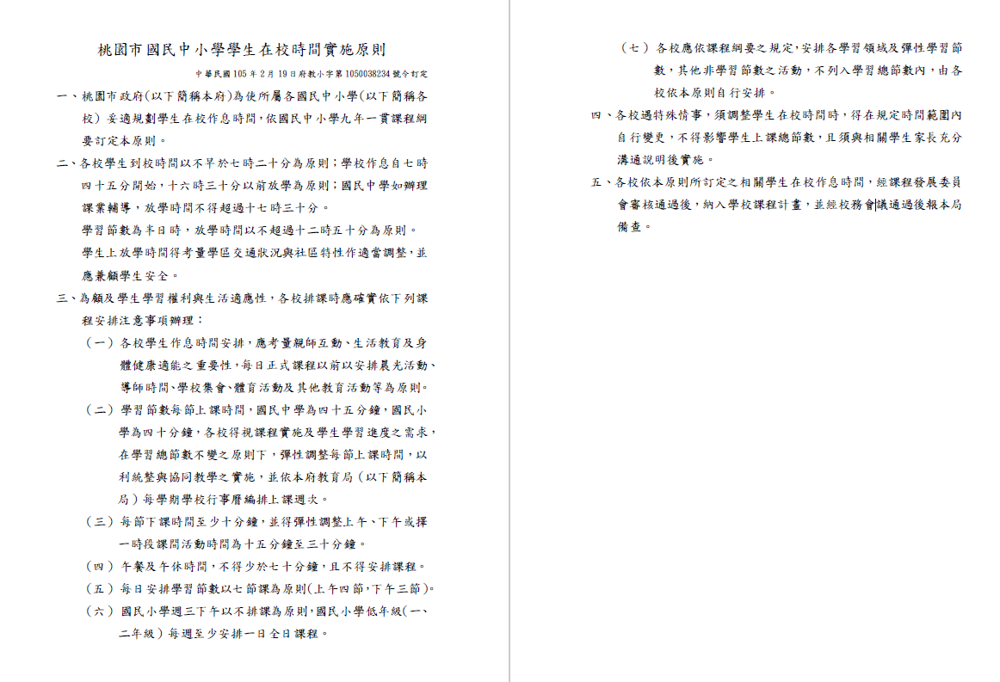 桃園市國民中小學學生在校時間實施原則
中華民國 105 年 2 月 19 日府教小字第 1050038234 號令訂定
一、桃園市政府(以下簡稱本府)為使所屬各國民中小學(以下簡稱各
校）妥適規劃學生在校作息時間，依國民中小學九年一貫課程綱
要訂定本原則。
二、各校學生到校時間以不早於七時二十分為原則；學校作息自七時
四十五分開始，十六時三十分以前放學為原則；國民中學如辦理
課業輔導，放學時間不得超過十七時三十分。
學習節數為半日時，放學時間以不超過十二時五十分為原則。
學生上放學時間得考量學區交通狀況與社區特性作適當調整，並
應兼顧學生安全。
三、為顧及學生學習權利與生活適應性，各校排課時應確實依下列課
程安排注意事項辦理：
（一）各校學生作息時間安排，應考量親師互動、生活教育及身
體健康適能之重要性，每日正式課程以前以安排晨光活動、
導師時間、學校集會、體育活動及其他教育活動等為原則。
（二）學習節數每節上課時間，國民中學為四十五分鐘，國民小
學為四十分鐘，各校得視課程實施及學生學習進度之需求，
在學習總節數不變之原則下，彈性調整每節上課時間，以
利統整與協同教學之實施，並依本府教育局（以下簡稱本
局）每學期學校行事曆編排上課週次。
（三）每節下課時間至少十分鐘，並得彈性調整上午、下午或擇
一時段課間活動時間為十五分鐘至三十分鐘。
（四）午餐及午休時間，不得少於七十分鐘，且不得安排課程。
（五）每日安排學習節數以七節課為原則(上午四節，下午三節)。
（六）國民小學週三下午以不排課為原則，國民小學低年級(一、
二年級）每週至少安排一日全日課程。
（七）各校應依課程綱要之規定，安排各學習領域及彈性學習節
數，其他非學習節數之活動，不列入學習總節數內，由各
校依本原則自行安排。
四、各校遇特殊情事，須調整學生在校時間時，得在規定時間範圍內
自行變更，不得影響學生上課總節數，且須與相關學生家長充分
溝通說明後實施。
五、各校依本原則所訂定之相關學生在校作息時間，經課程發展委員
會審核通過後，納入學校課程計畫，並經校務會議通過後報本局
備查。